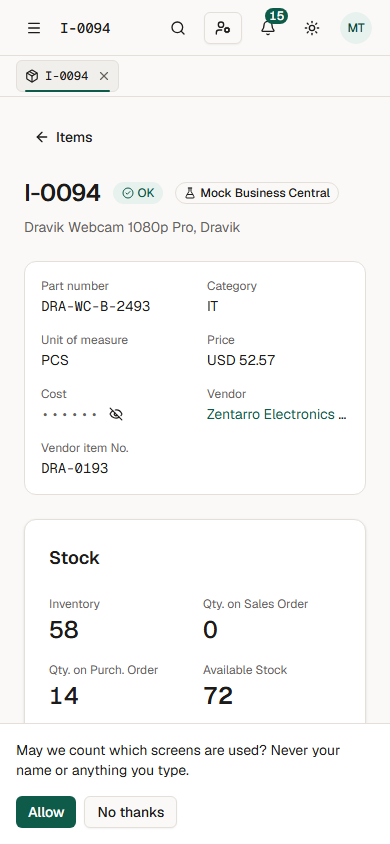 I-0094
15
MT
I-0094
Items
I-0094
OK
Mock Business Central
Dravik Webcam 1080p Pro, Dravik
Part number
Category
DRA-WC-B-2493
IT
Unit of measure
Price
PCS
USD 52.57
Cost
Vendor
••••••
Zentarro Electronics …
Vendor item No.
DRA-0193
Stock
Inventory
Qty. on Sales Order
58
0
Qty. on Purch. Order
Available Stock
14
72
May we count which screens are used? Never your
name or anything you type.
Allow
No thanks